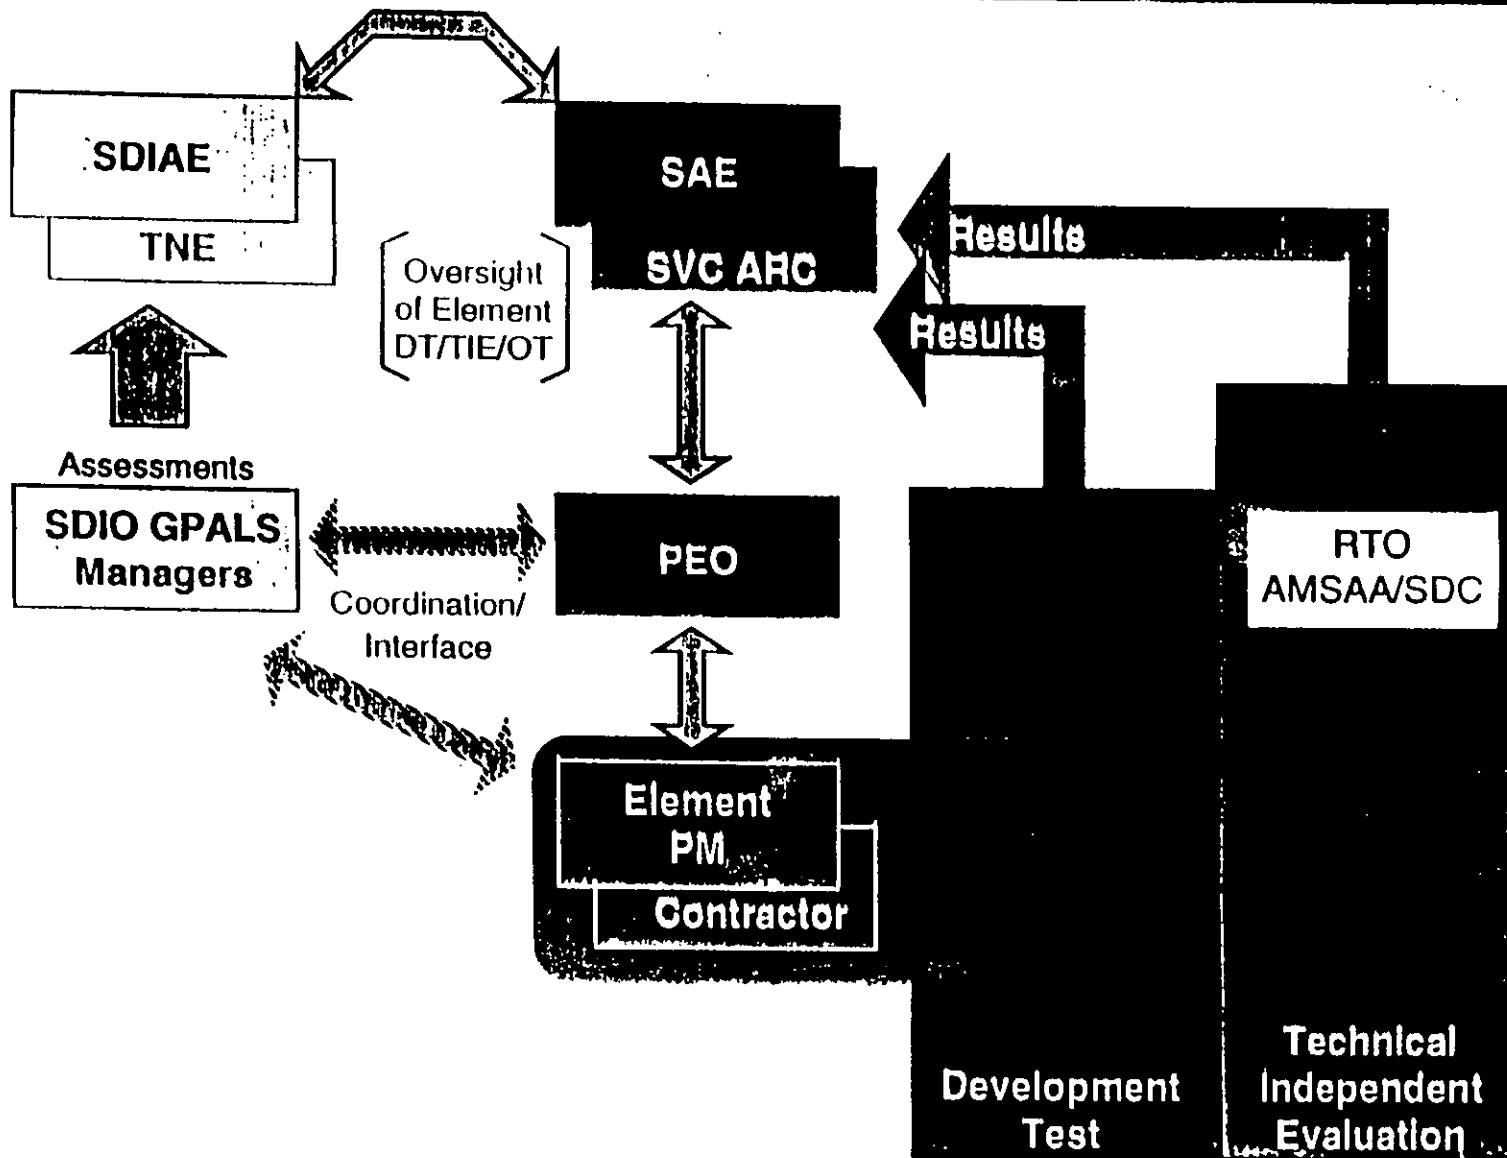 SDIAE
TNE
SAE
SVC ARC
Oversight
of Element
DT/TIE/OT
Results
Results
Assessments
SDIO GPALS
Managers
Coordination/
Interface
PEO
RTO
AMSAA/SDC
Element
PM
Contractor
Development
Test
Technical
Independent
Evaluation